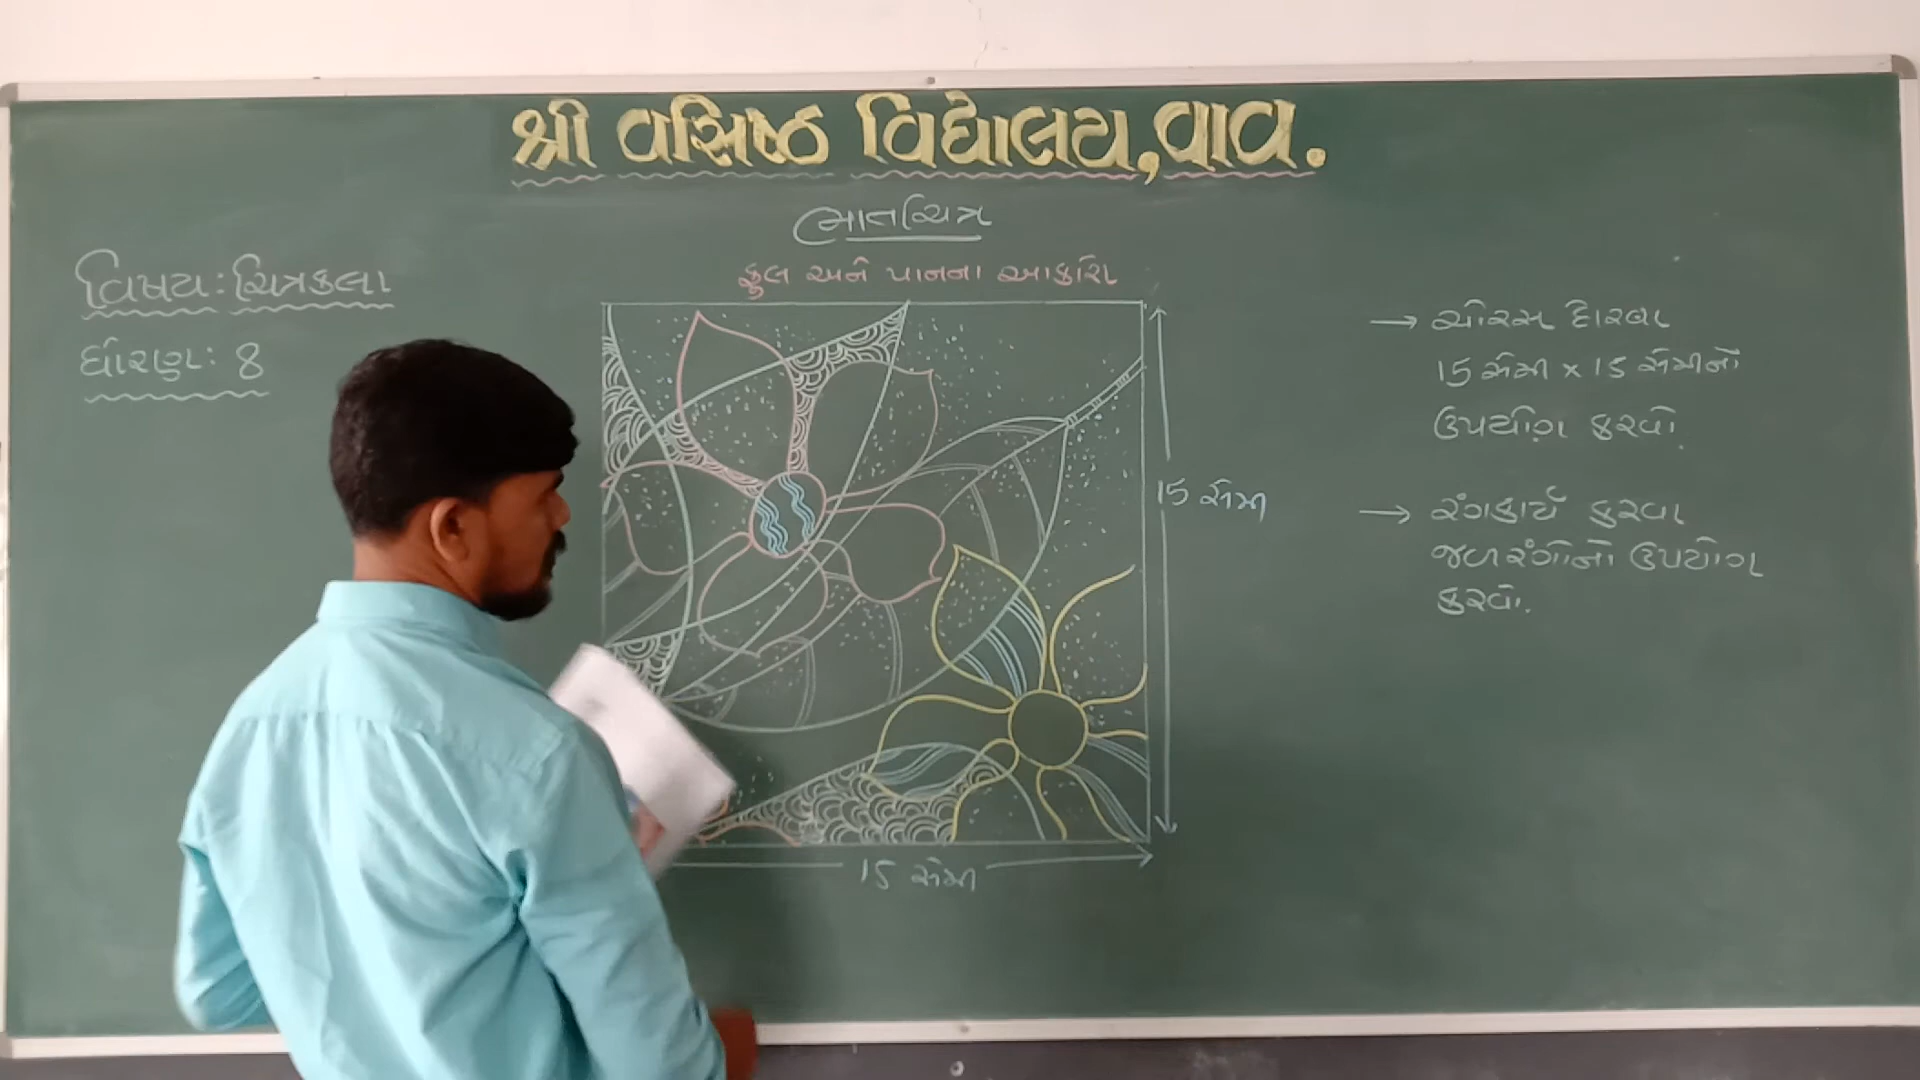 શ્રી વસિષ્ઠ વિદ્યાલય, વાવ.
ભાતચિત્ર
ફૂલ અને પાનના આકારો
વિષય: ચિત્રકલા
ધોરણ: 8
→ ચોરસ દોરવા
15 સેમી x 15 સેમીનો
ઉપયોગ કરવો.
15 સેમી
→ રંગકાર્ય કરવા
જળરંગોનો ઉપયોગ
કરવો.
15 સેમી